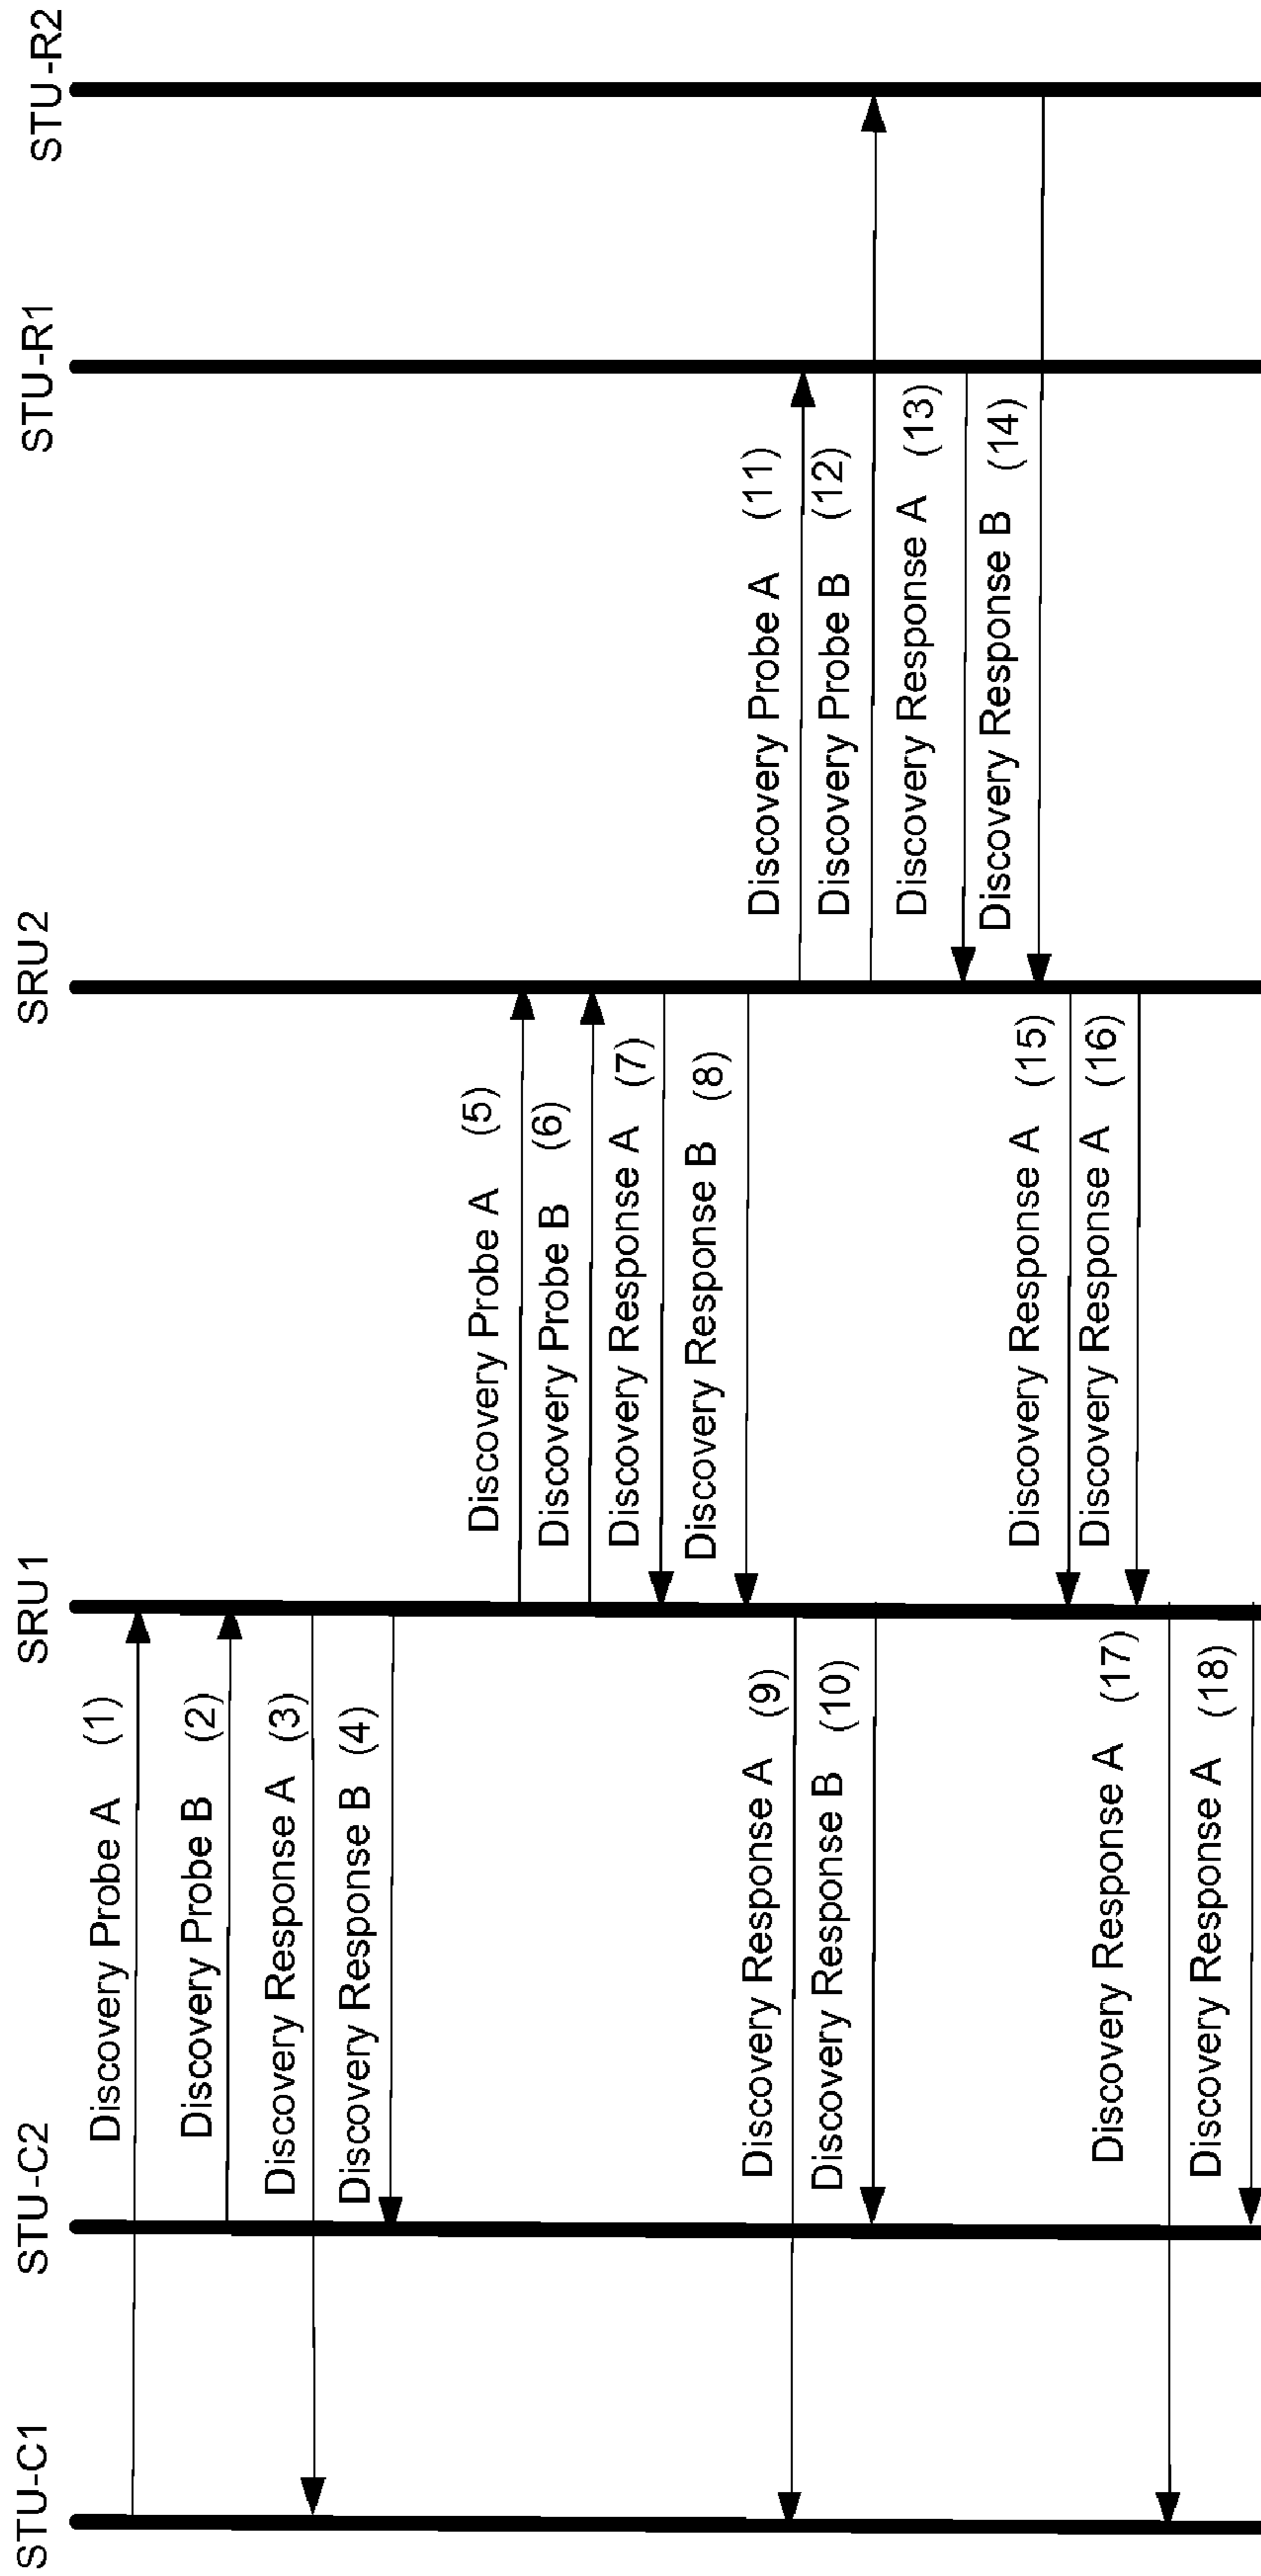 STU-C1
STU-C2
SRU1
SRU2
STU-R1
STU-R2
Discovery Probe A (1)
Discovery Probe B (2)
Discovery Response A (3)
Discovery Response B (4)
Discovery Probe A (5)
Discovery Probe B (6)
Discovery Response A (7)
Discovery Response B (8)
Discovery Response A (9)
Discovery Response B (10)
Discovery Probe A (11)
Discovery Probe B (12)
Discovery Response A (13)
Discovery Response B (14)
Discovery Response A (15)
Discovery Response A (16)
Discovery Response A (17)
Discovery Response A (18)